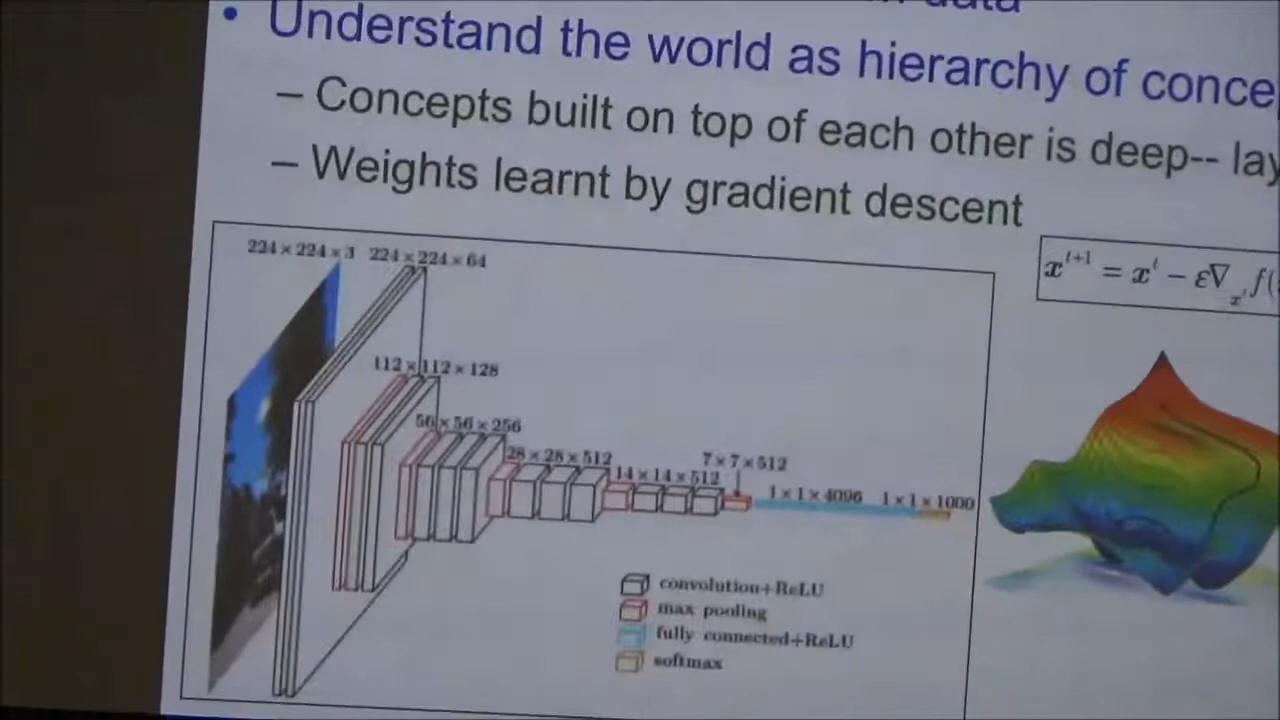 data
• Understand the world as hierarchy of
– Concepts built on top of each other is deep--
– Weights learnt by gradient descent
224 × 224 × 3 224 × 224 × 64
112 × 112 × 128
56 × 56 × 256
28 × 28 × 512
14 × 14 × 512
7 × 7 × 512
1 × 1 × 4096 1 × 1 × 1000
convolution+ReLU
max pooling
fully connected+ReLU
softmax
x^{t+1} = x^t − ε∇_{x^t} f(